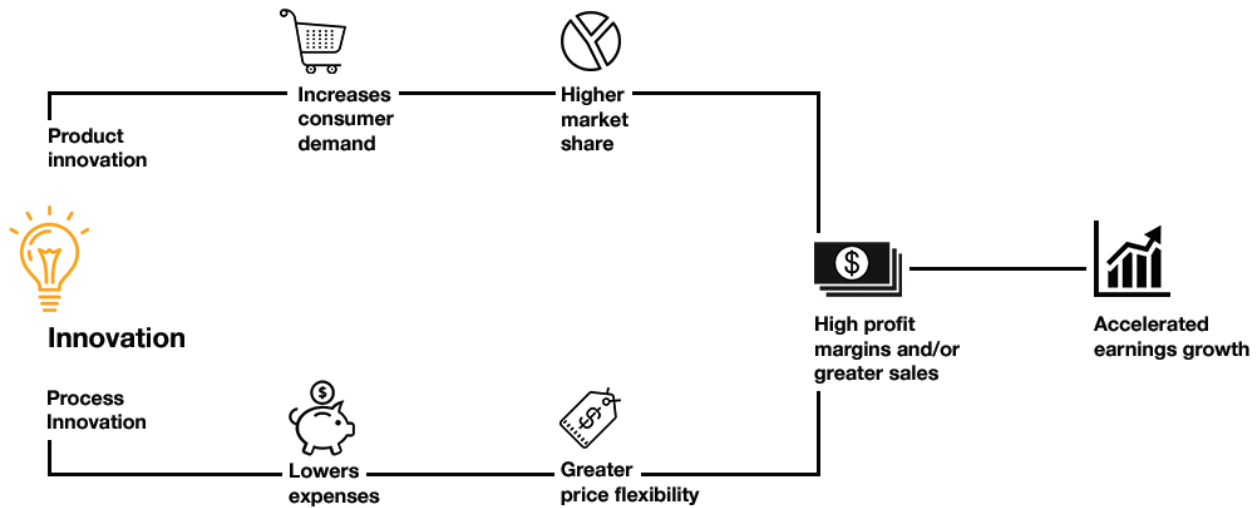 Increases
consumer
demand
Higher
market
share
Product
innovation
$
Innovation
High profit
margins and/or
greater sales
Accelerated
earnings growth
Process
Innovation
$
$
Lowers
expenses
Greater
price flexibility